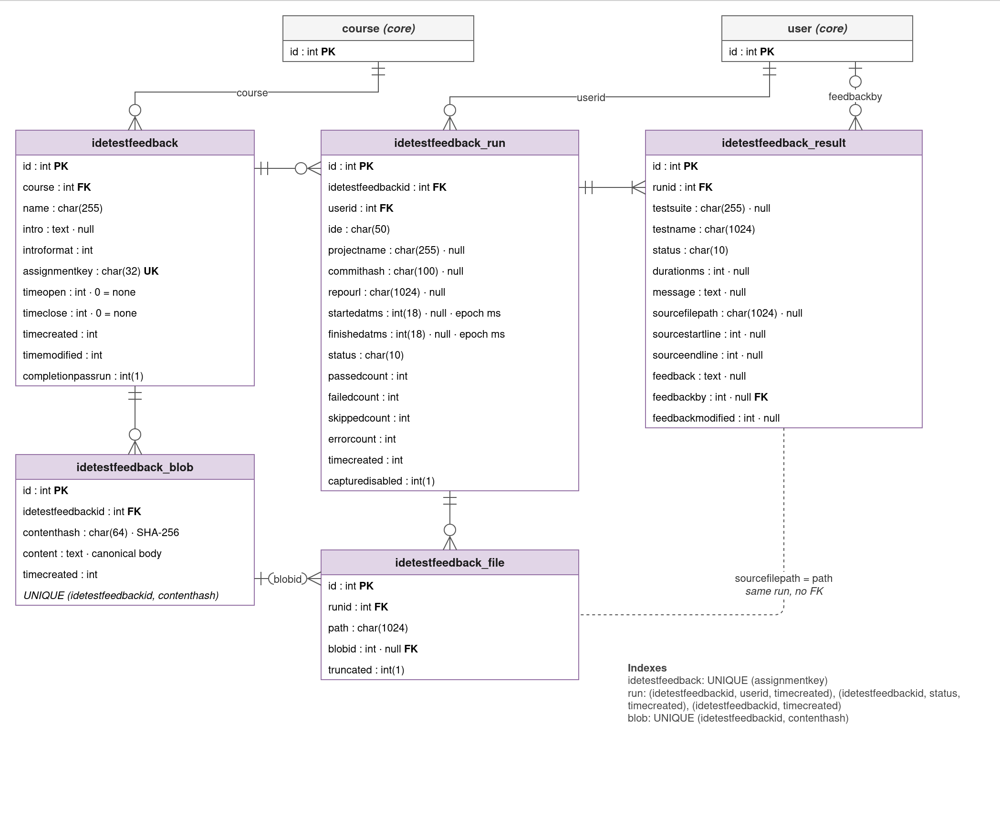 course (core)
id : int PK
user (core)
id : int PK
course
userid
feedbackby
idetestfeedback
id : int PK
course : int FK
name : char(255)
intro : text · null
introformat : int
assignmentkey : char(32) UK
timeopen : int · 0 = none
timeclose : int · 0 = none
timecreated : int
timemodified : int
completionpassrun : int(1)
idetestfeedback_run
id : int PK
idetestfeedbackid : int FK
userid : int FK
ide : char(50)
projectname : char(255) · null
commithash : char(100) · null
repourl : char(1024) · null
startedatms : int(18) · null · epoch ms
finishedatms : int(18) · null · epoch ms
status : char(10)
passedcount : int
failedcount : int
skippedcount : int
errorcount : int
timecreated : int
capturedisabled : int(1)
idetestfeedback_result
id : int PK
runid : int FK
testsuite : char(255) · null
testname : char(1024)
status : char(10)
durationms : int · null
message : text · null
sourcefilepath : char(1024) · null
sourcestartline : int · null
sourceendline : int · null
feedback : text · null
feedbackby : int · null FK
feedbackmodified : int · null
idetestfeedback_blob
id : int PK
idetestfeedbackid : int FK
contenthash : char(64) · SHA-256
content : text · canonical body
timecreated : int
UNIQUE (idetestfeedbackid, contenthash)
blobid
idetestfeedback_file
id : int PK
runid : int FK
path : char(1024)
blobid : int · null FK
truncated : int(1)
sourcefilepath = path
same run, no FK
Indexes
idetestfeedback: UNIQUE (assignmentkey)
run: (idetestfeedbackid, userid, timecreated), (idetestfeedbackid, status,
timecreated), (idetestfeedbackid, timecreated)
blob: UNIQUE (idetestfeedbackid, contenthash)